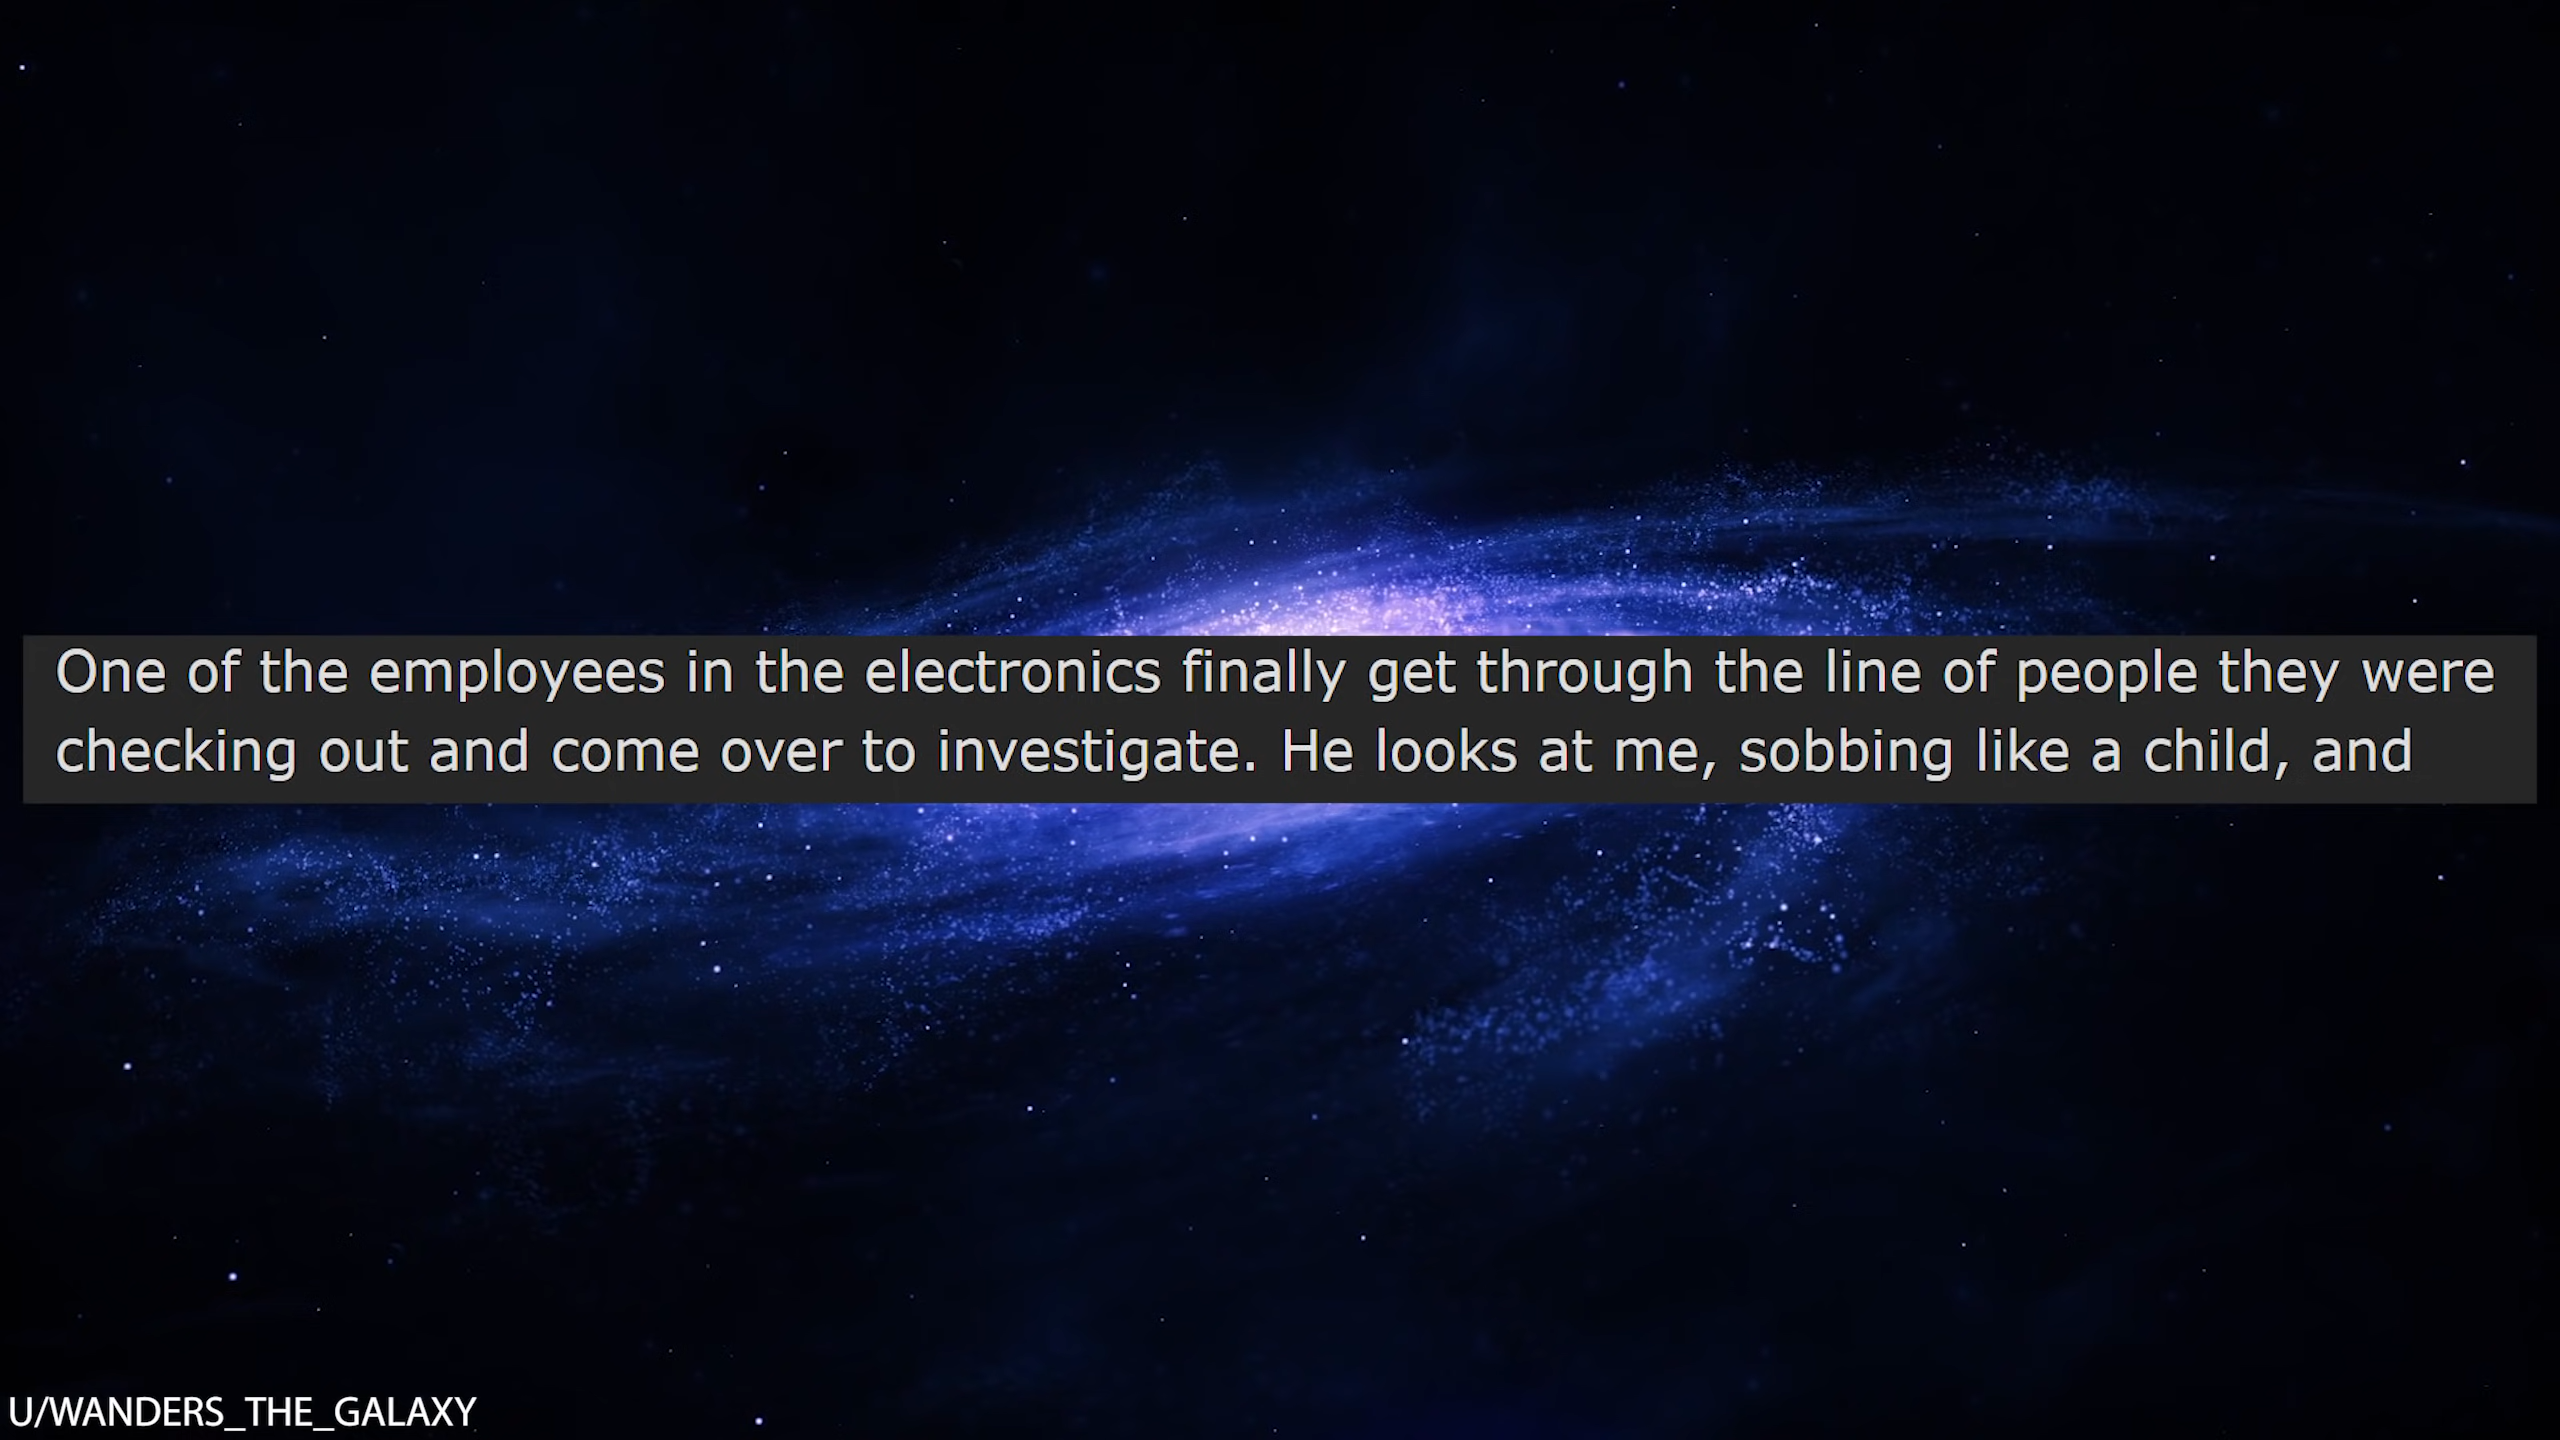 One of the employees in the electronics finally get through the line of people they were
checking out and come over to investigate. He looks at me, sobbing like a child, and
U/WANDERS_THE_GALAXY